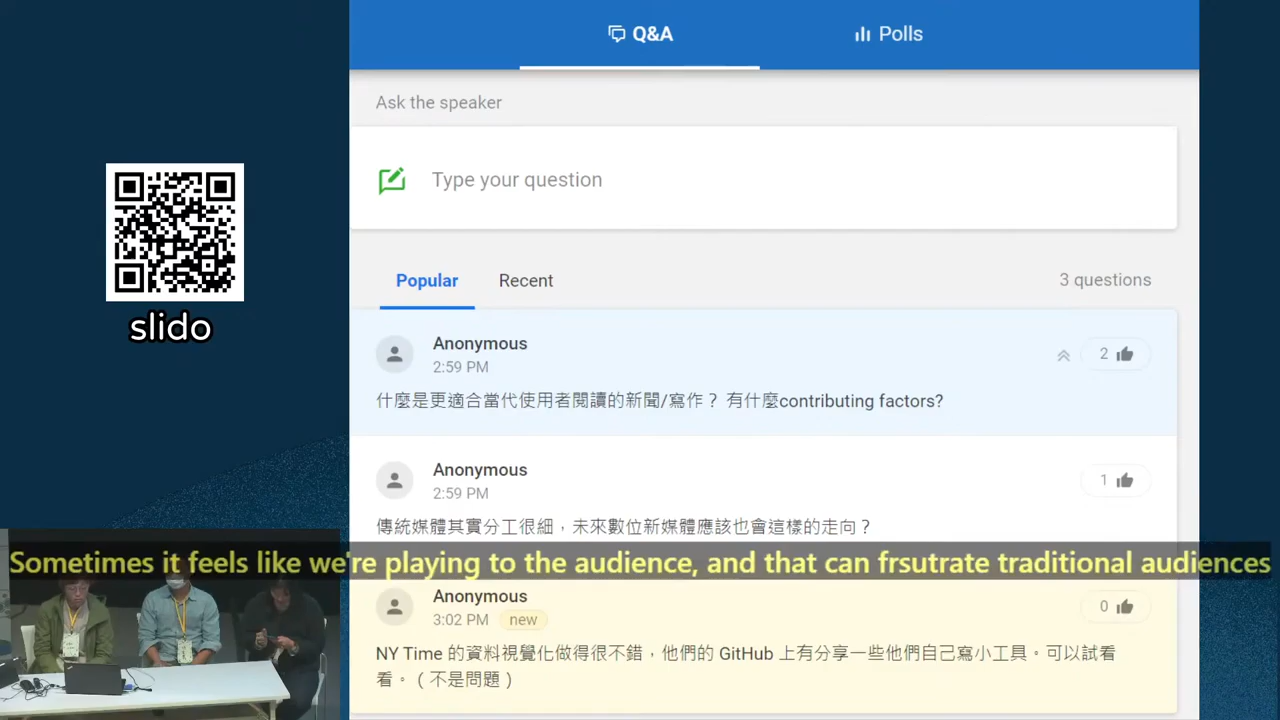 Q&A
Polls
Ask the speaker
Type your question
slido
Popular
Recent
3 questions
Anonymous
2:59 PM
2
什麼是更適合當代使用者閱讀的新聞/寫作？ 有什麼contributing factors?
Anonymous
2:59 PM
1
傳統媒體其實分工很細，未來數位新媒體應該也會這樣的走向？
Sometimes it feels like we're playing to the audience, and that can frsutrate traditional audiences
Anonymous
3:02 PM
new
0
NY Time 的資料視覺化做得很不錯，他們的 GitHub 上有分享一些他們自己寫小工具。可以試看
看。（不是問題）